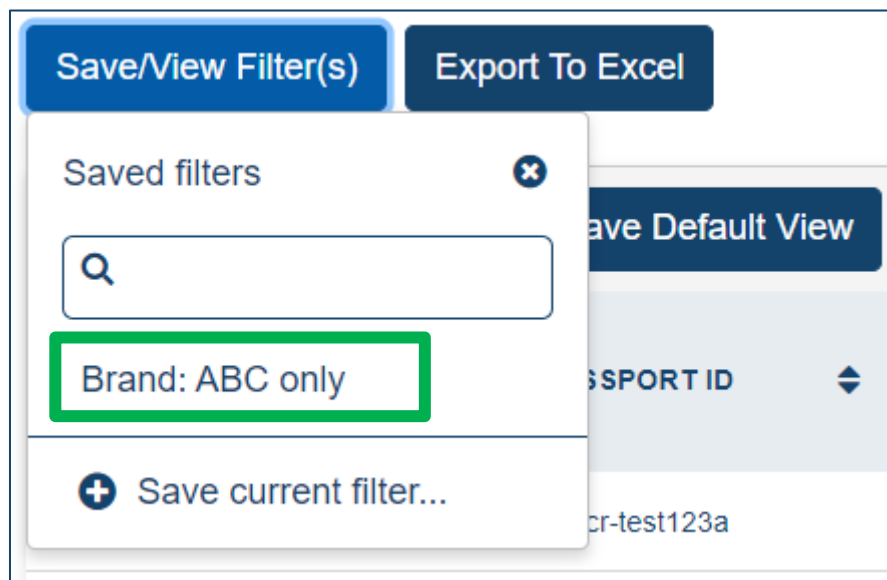 Save/View Filter(s) Export To Excel
Saved filters
ave Default View
Brand: ABC only
SSPORT ID
Save current filter...
cr-test123a